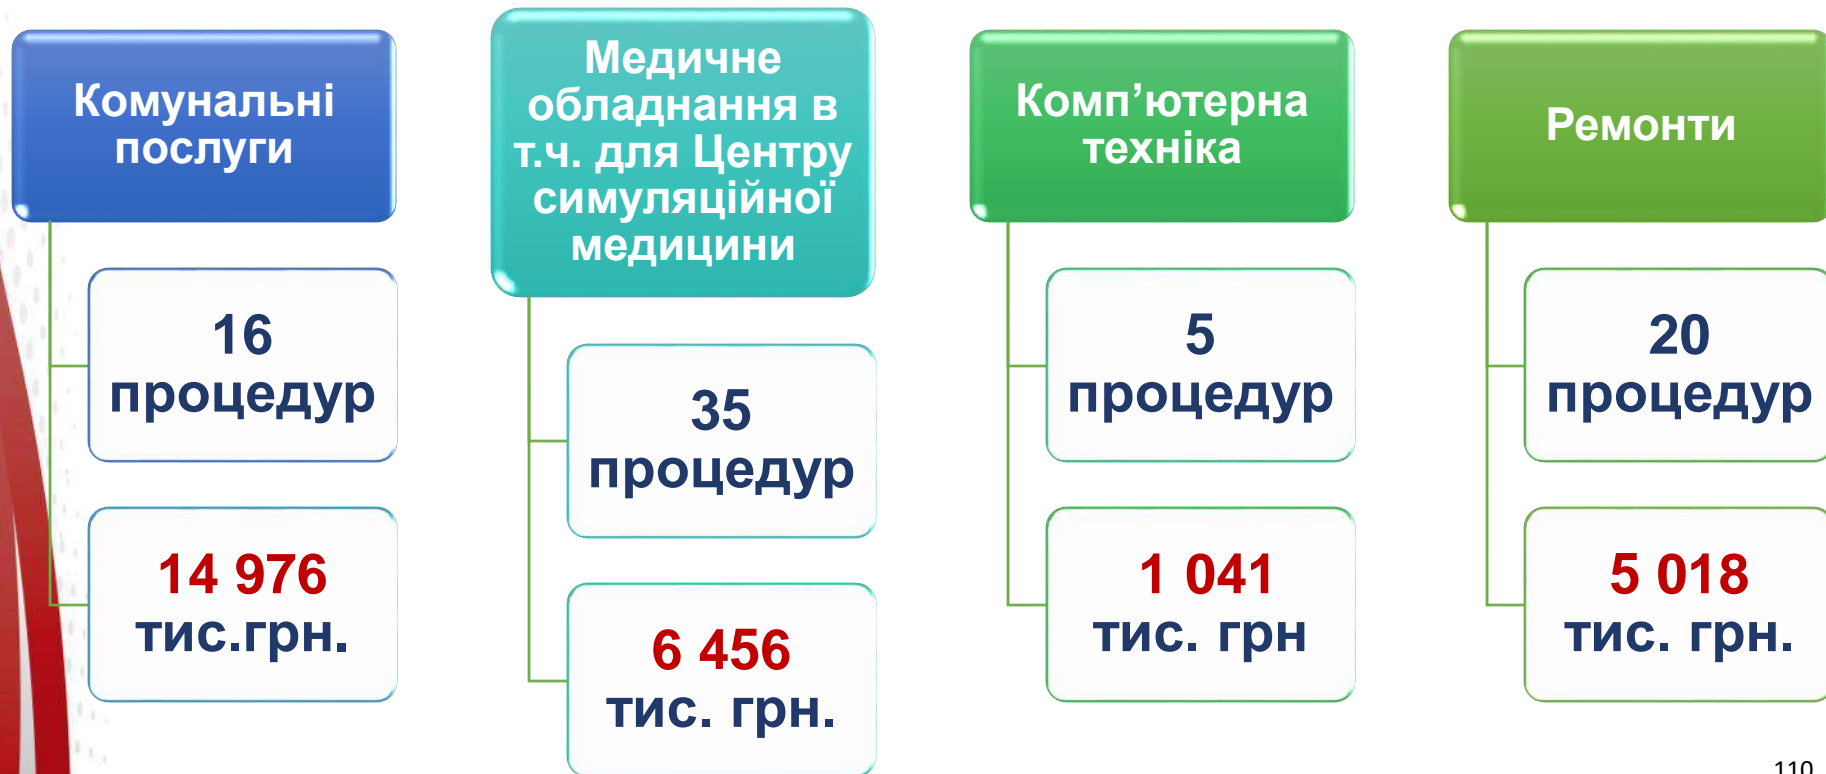 Комунальні
послуги
16
процедур
14 976
тис.грн.
Медичне
обладнання в
т.ч. для Центру
симуляційної
медицини
35
процедур
6 456
тис. грн.
Комп’ютерна
техніка
5
процедур
1 041
тис. грн
Ремонти
20
процедур
5 018
тис. грн.
110